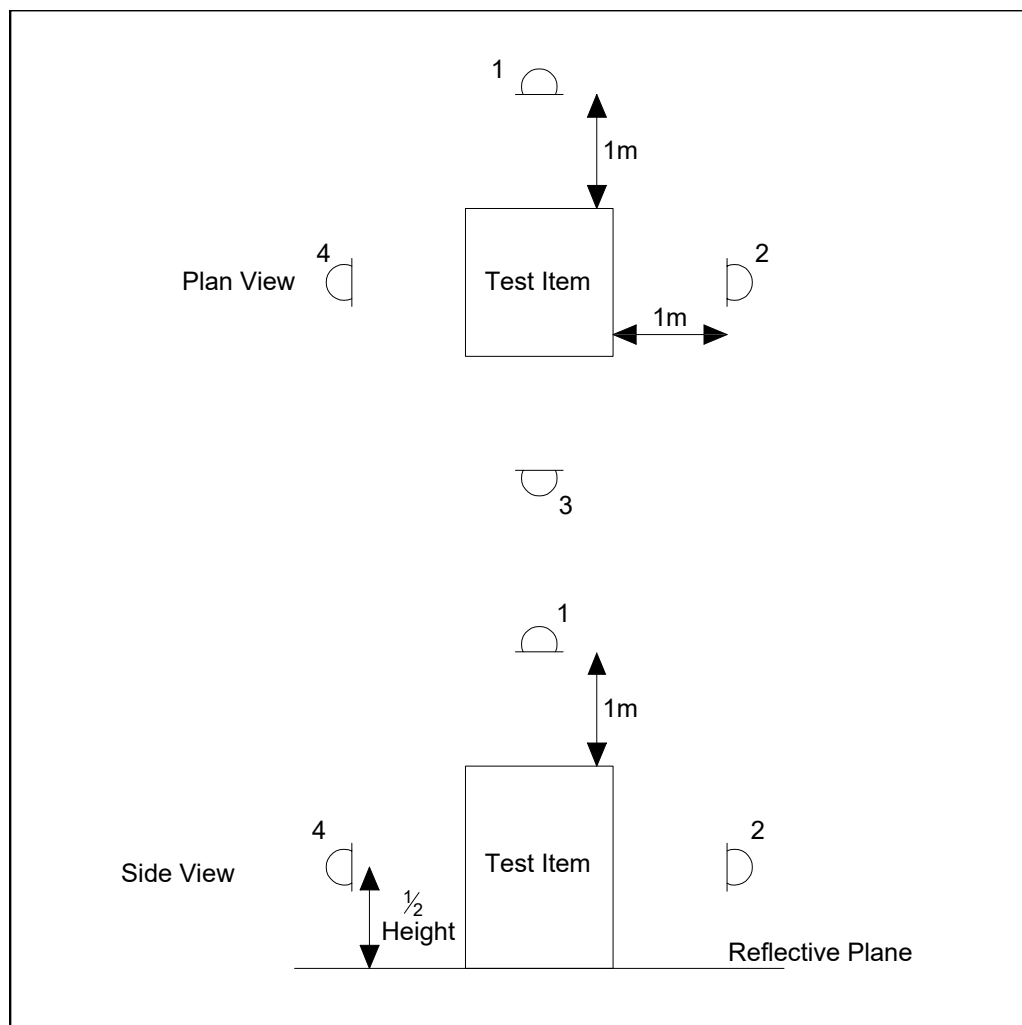 1
1m
4
2
Plan View
Test Item
1m
3
1
1m
4
2
Test Item
Side View
½
Height
Reflective Plane